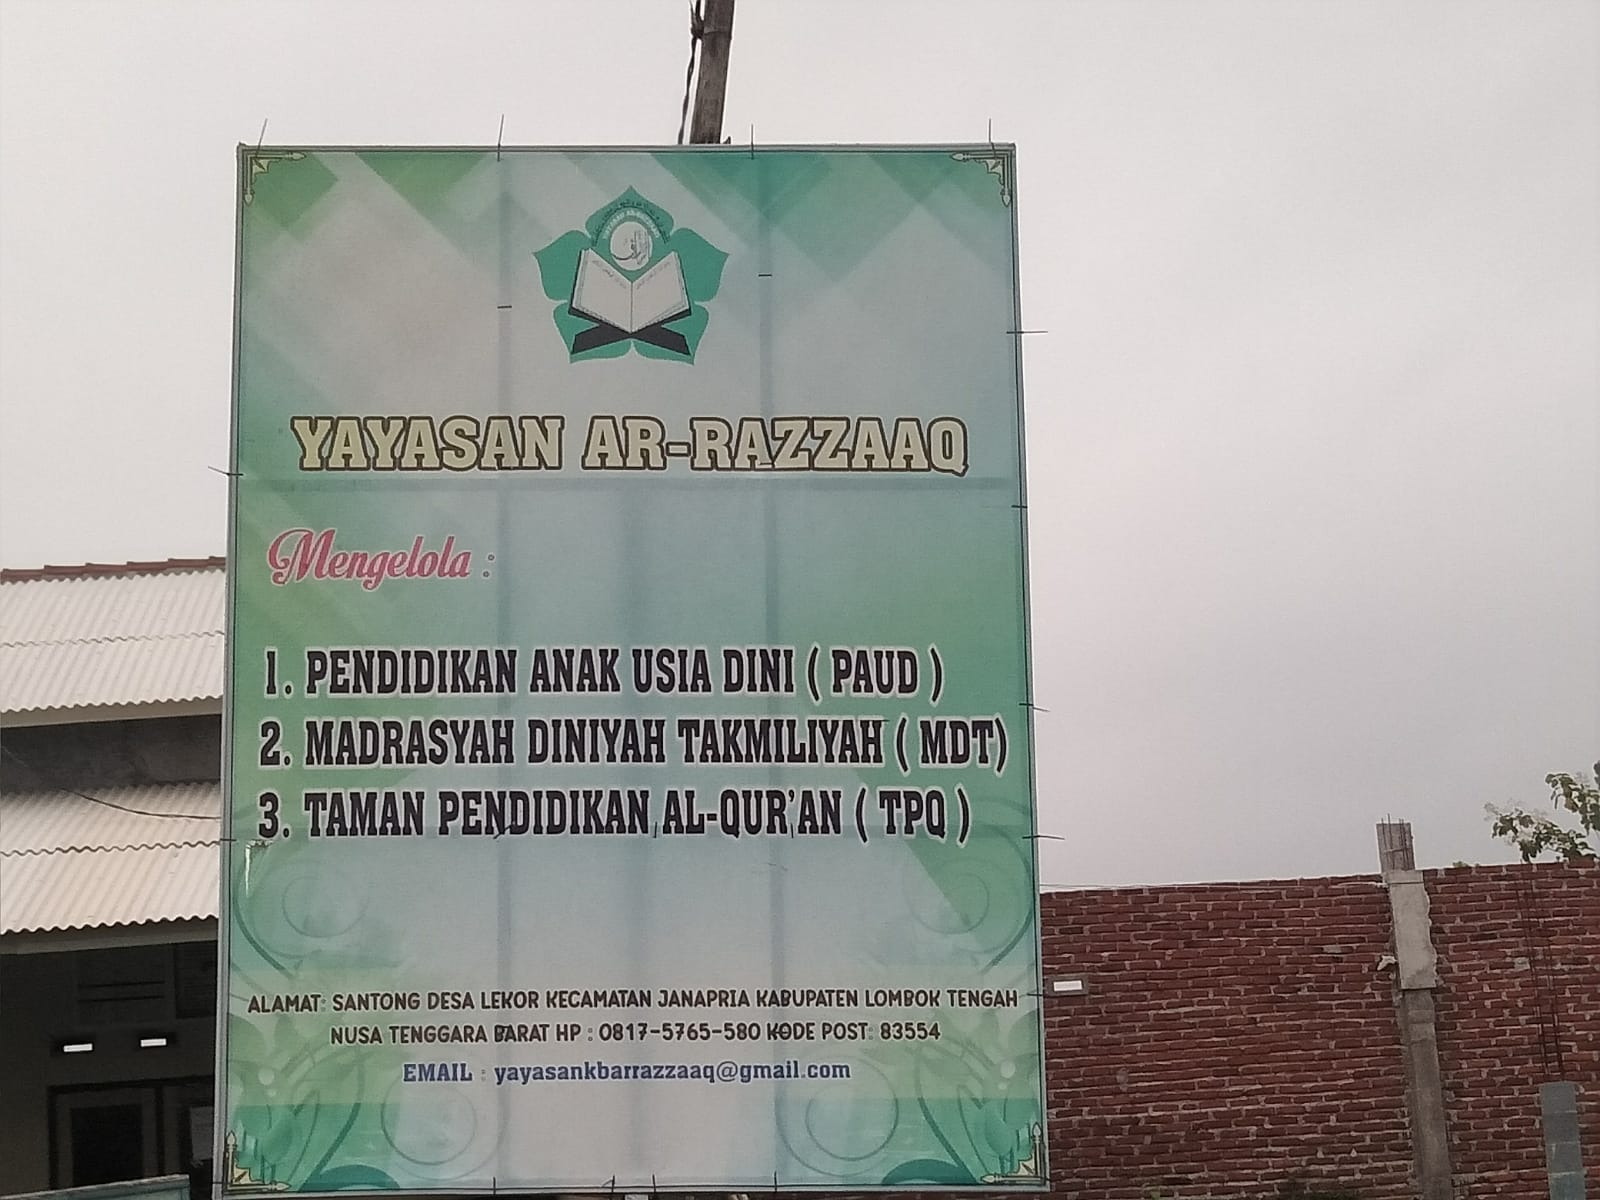 YAYASAN AR-RAZZAAQ
Mengelola :
1. PENDIDIKAN ANAK USIA DINI ( PAUD )
2. MADRASYAH DINIYAH TAKMILIYAH ( MDT)
3. TAMAN PENDIDIKAN AL-QUR'AN ( TPQ )
ALAMAT: SANTONG DESA LEKOR KECAMATAN JANAPRIA KABUPATEN LOMBOK TENGAH
NUSA TENGGARA BARAT HP : 0817-5765-580 KODE POST: 83554
EMAIL : yayasankbarrazzaaq@gmail.com